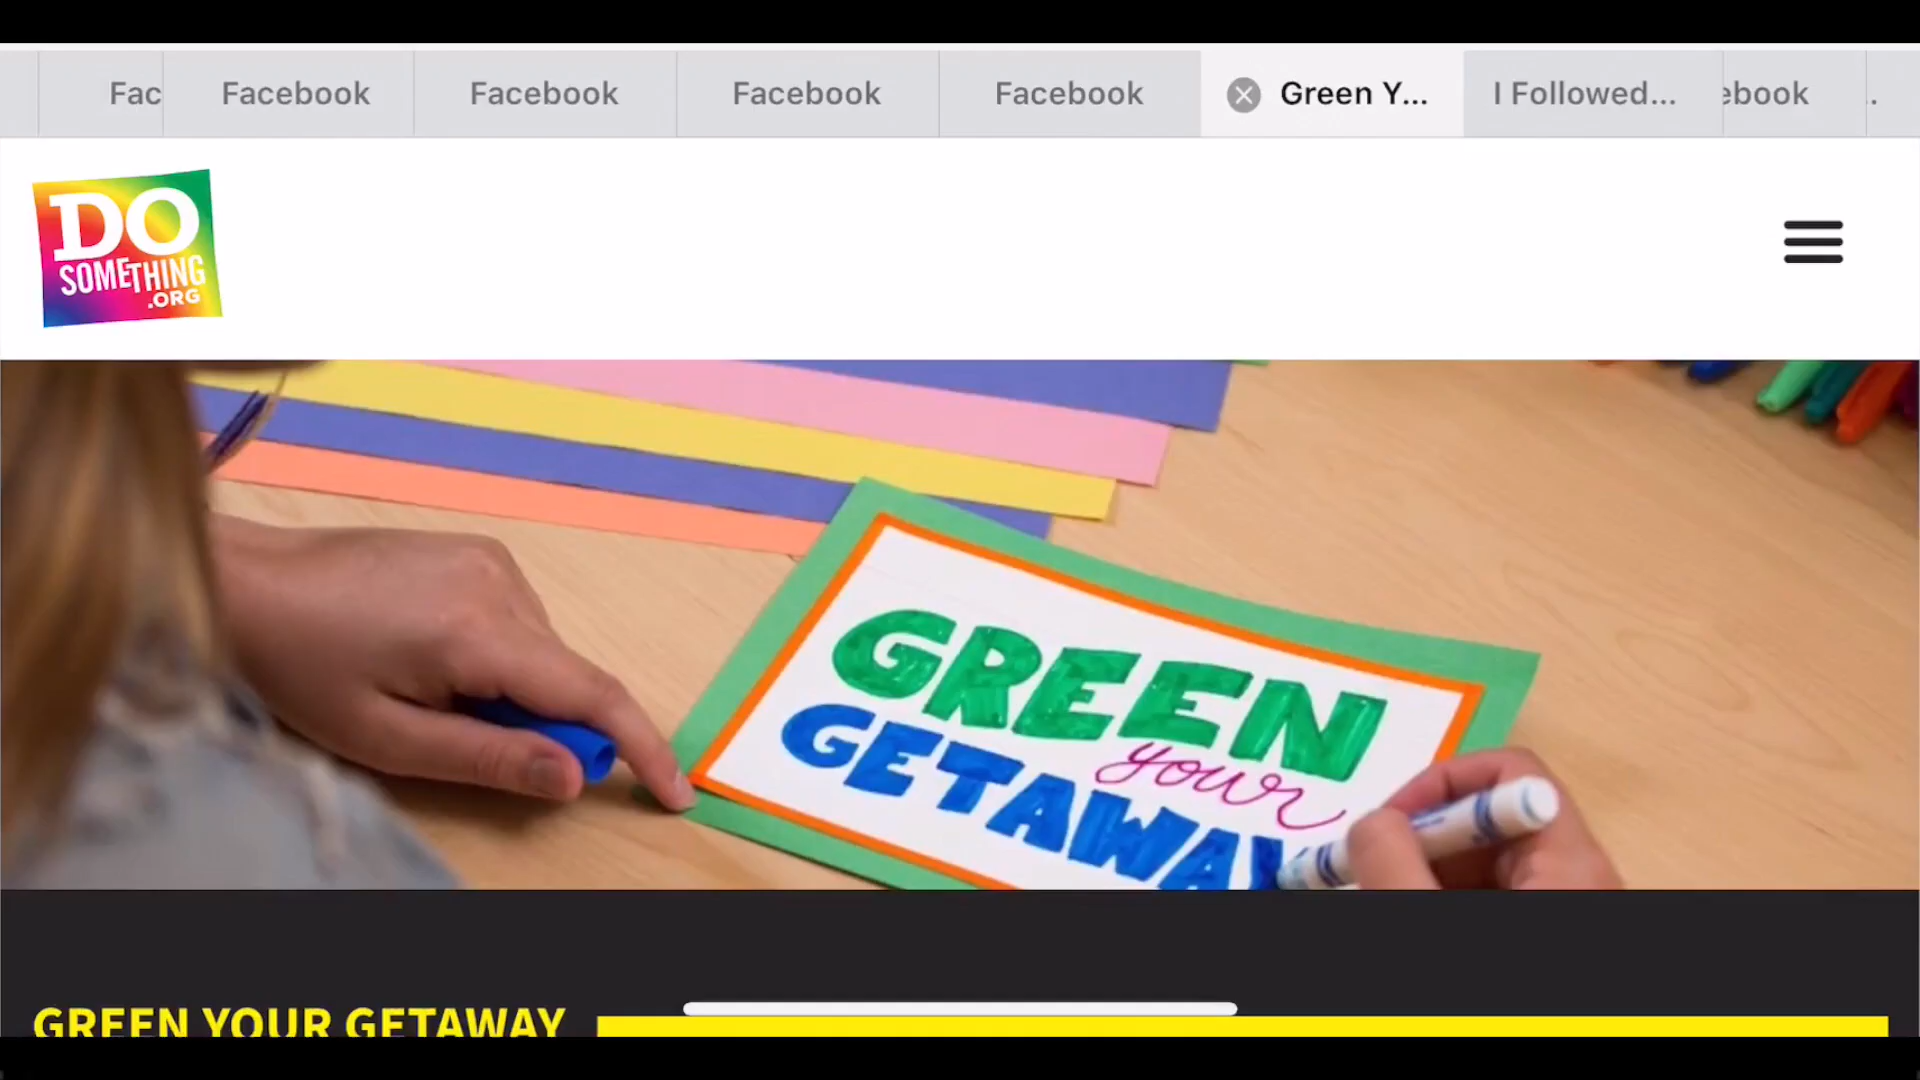 Fac
Facebook
Facebook
Facebook
Facebook
Green Y...
I Followed...
ebook
..
DO
SOMETHING
.ORG
GREEN
your
GETAWAY
GREEN YOUR GETAWAY